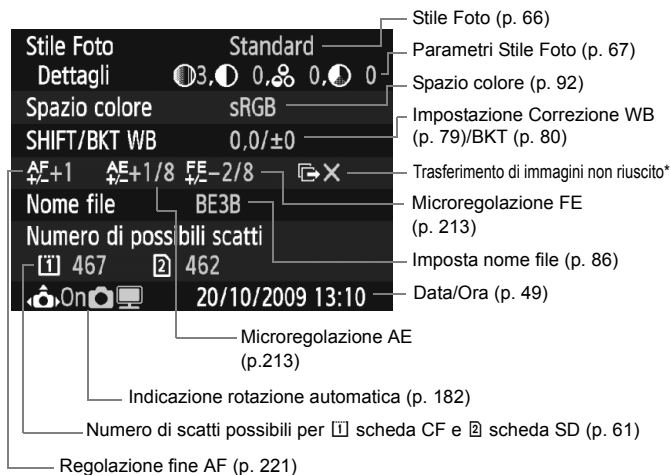 Stile Foto Standard
Dettagli 3, 0, 0, 0
Spazio colore sRGB
SHIFT/BKT WB 0,0/±0
AF+/-+1 AE+/-+1/8 FE+/-−2/8
Nome file BE3B
Numero di possibili scatti
[1] 467 [2] 462
On 20/10/2009 13:10
Stile Foto (p. 66)
Parametri Stile Foto (p. 67)
Spazio colore (p. 92)
Impostazione Correzione WB
(p. 79)/BKT (p. 80)
Trasferimento di immagini non riuscito*
Microregolazione FE
(p. 213)
Imposta nome file (p. 86)
Data/Ora (p. 49)
Microregolazione AE
(p.213)
Indicazione rotazione automatica (p. 182)
Numero di scatti possibili per [1] scheda CF e [2] scheda SD (p. 61)
Regolazione fine AF (p. 221)